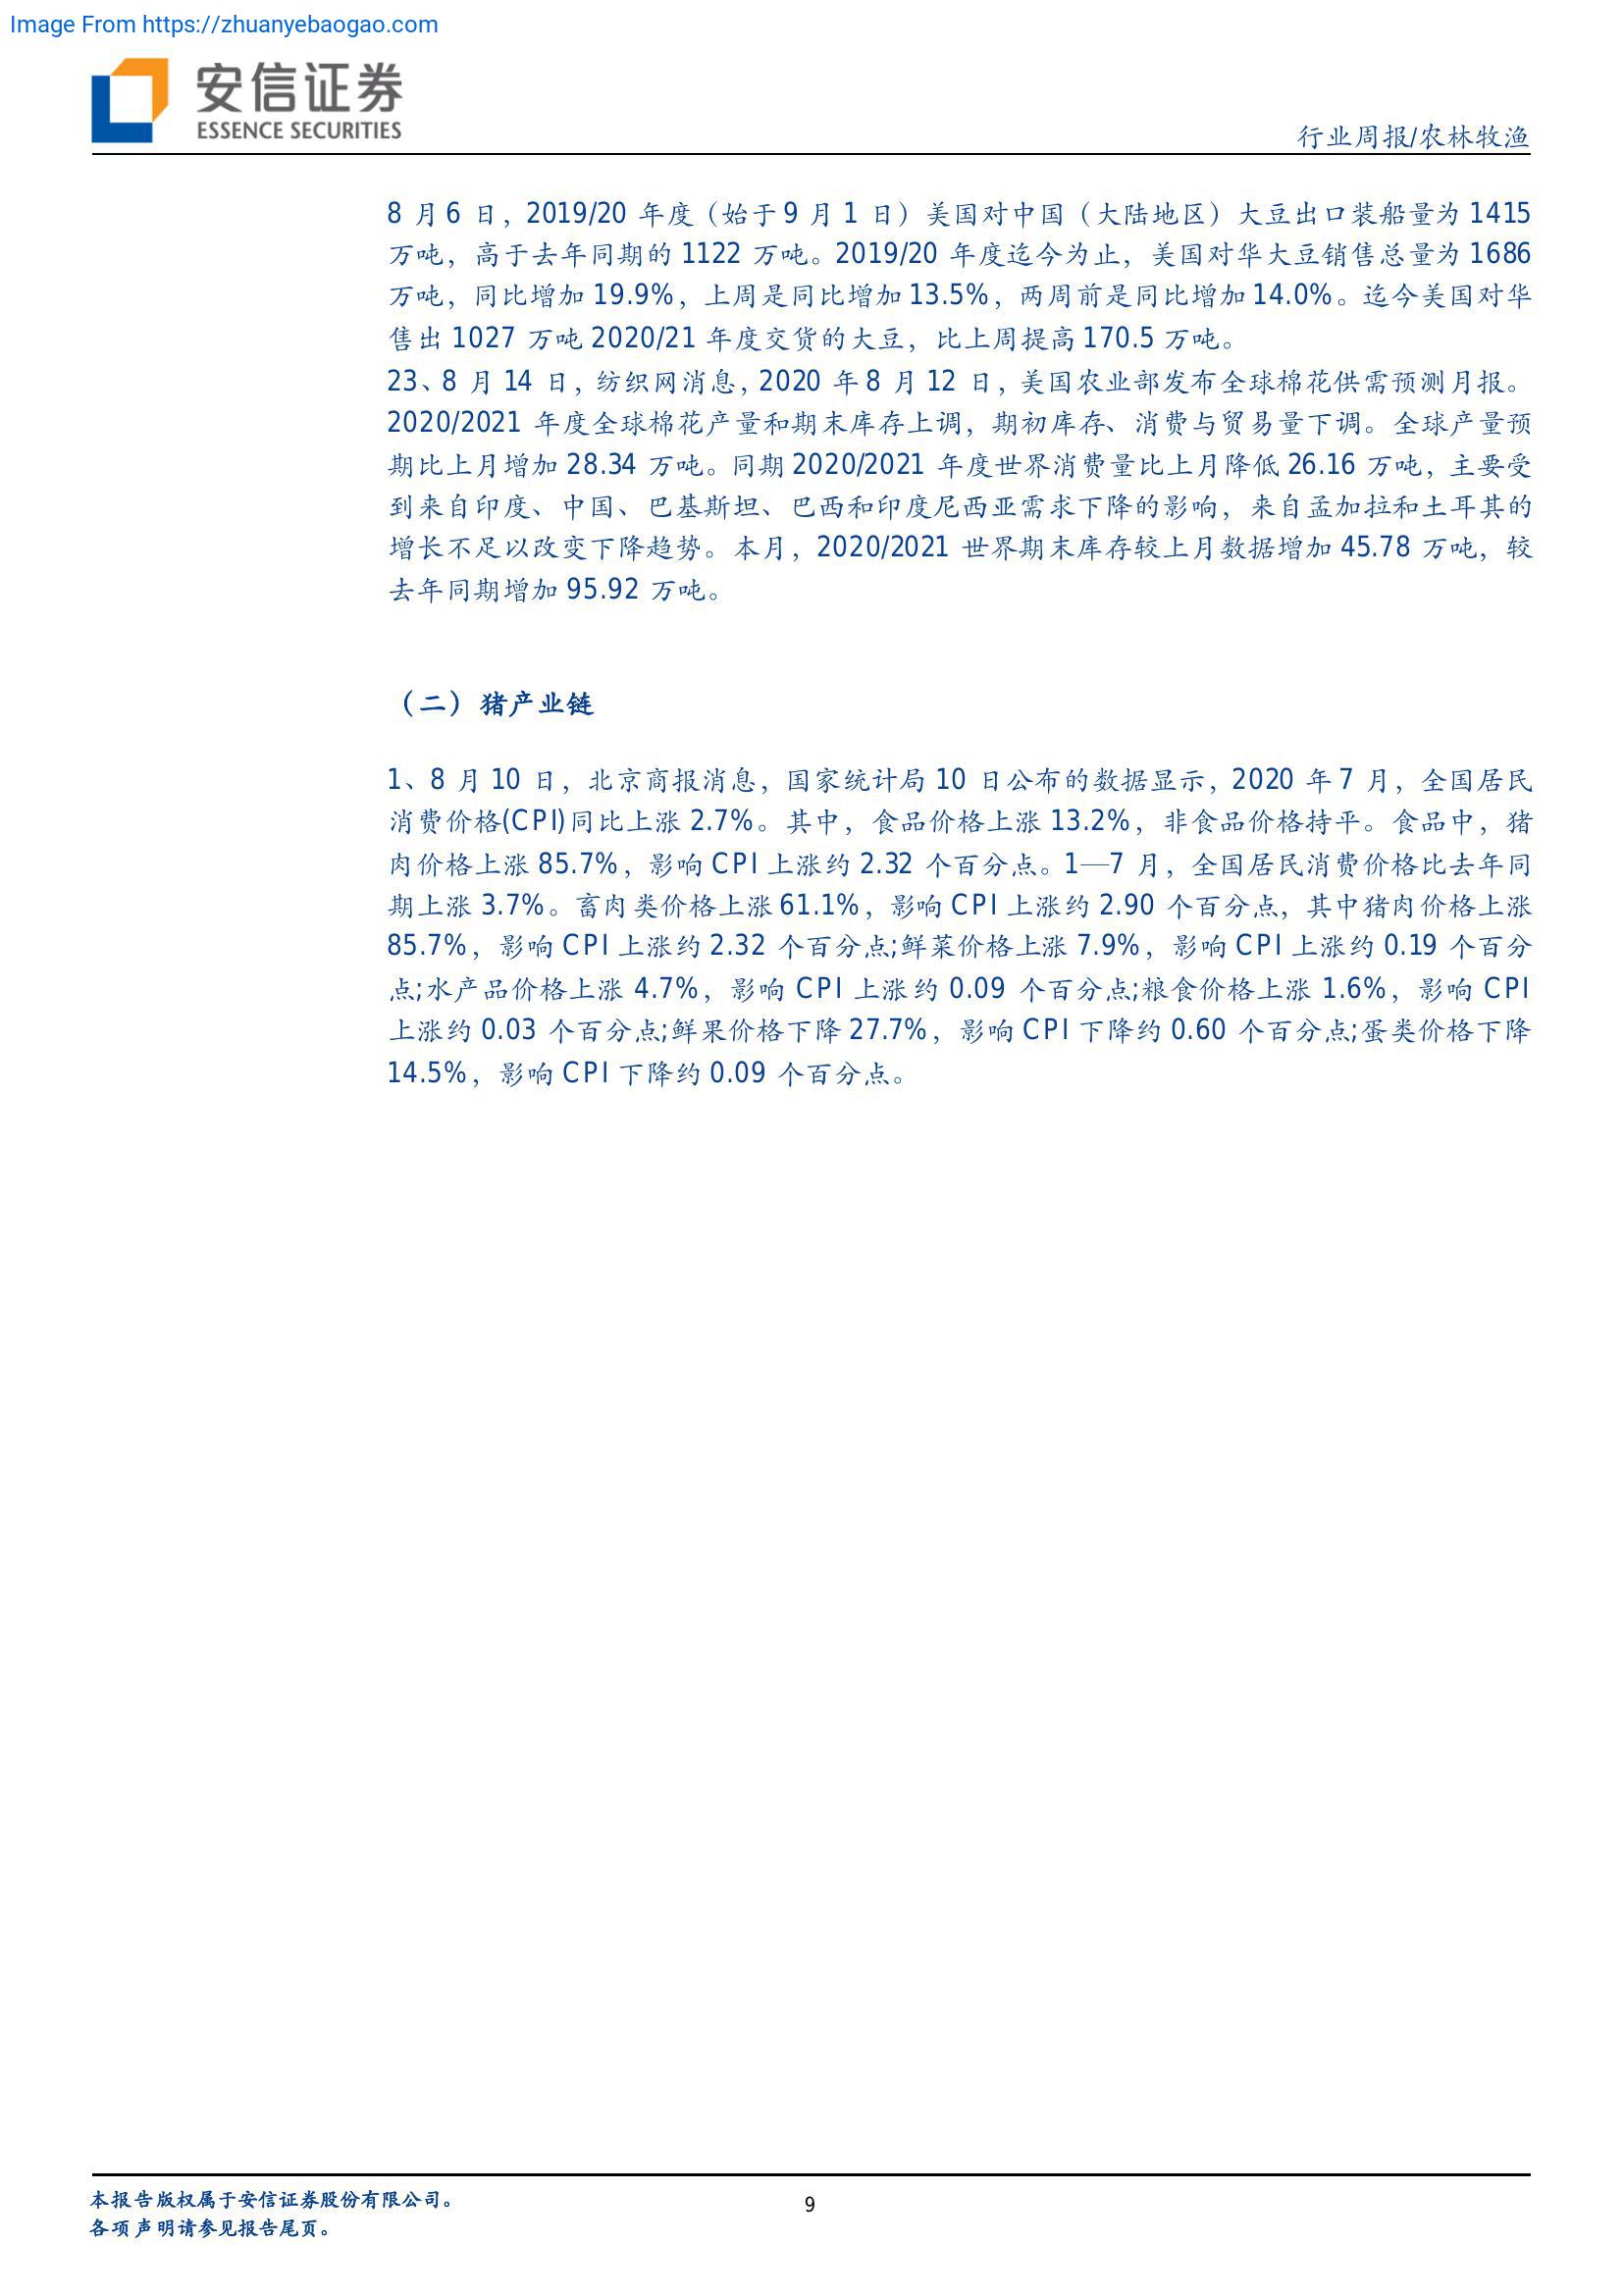 Image From https://zhuanyebaogao.com
安信证券
ESSENCE SECURITIES
行业周报/农林牧渔
8 月 6 日，2019/20 年度（始于 9 月 1 日）美国对中国（大陆地区）大豆出口装船量为 1415
万吨，高于去年同期的 1122 万吨。2019/20 年度迄今为止，美国对华大豆销售总量为 1686
万吨，同比增加 19.9%，上周是同比增加 13.5%，两周前是同比增加 14.0%。迄今美国对华
售出 1027 万吨 2020/21 年度交货的大豆，比上周提高 170.5 万吨。
23、8 月 14 日，纺织网消息，2020 年 8 月 12 日，美国农业部发布全球棉花供需预测月报。
2020/2021 年度全球棉花产量和期末库存上调，期初库存、消费与贸易量下调。全球产量预
期比上月增加 28.34 万吨。同期 2020/2021 年度世界消费量比上月降低 26.16 万吨，主要受
到来自印度、中国、巴基斯坦、巴西和印度尼西亚需求下降的影响，来自孟加拉和土耳其的
增长不足以改变下降趋势。本月，2020/2021 世界期末库存较上月数据增加 45.78 万吨，较
去年同期增加 95.92 万吨。
（二）猪产业链
1、8 月 10 日，北京商报消息，国家统计局 10 日公布的数据显示，2020 年 7 月，全国居民
消费价格(CPI)同比上涨 2.7%。其中，食品价格上涨 13.2%，非食品价格持平。食品中，猪
肉价格上涨 85.7%，影响 CPI 上涨约 2.32 个百分点。1—7 月，全国居民消费价格比去年同
期上涨 3.7%。畜肉类价格上涨 61.1%，影响 CPI 上涨约 2.90 个百分点，其中猪肉价格上涨
85.7%，影响 CPI 上涨约 2.32 个百分点;鲜菜价格上涨 7.9%，影响 CPI 上涨约 0.19 个百分
点;水产品价格上涨 4.7%，影响 CPI 上涨约 0.09 个百分点;粮食价格上涨 1.6%，影响 CPI
上涨约 0.03 个百分点;鲜果价格下降 27.7%，影响 CPI 下降约 0.60 个百分点;蛋类价格下降
14.5%，影响 CPI 下降约 0.09 个百分点。
本报告版权属于安信证券股份有限公司。
各项声明请参见报告尾页。
9